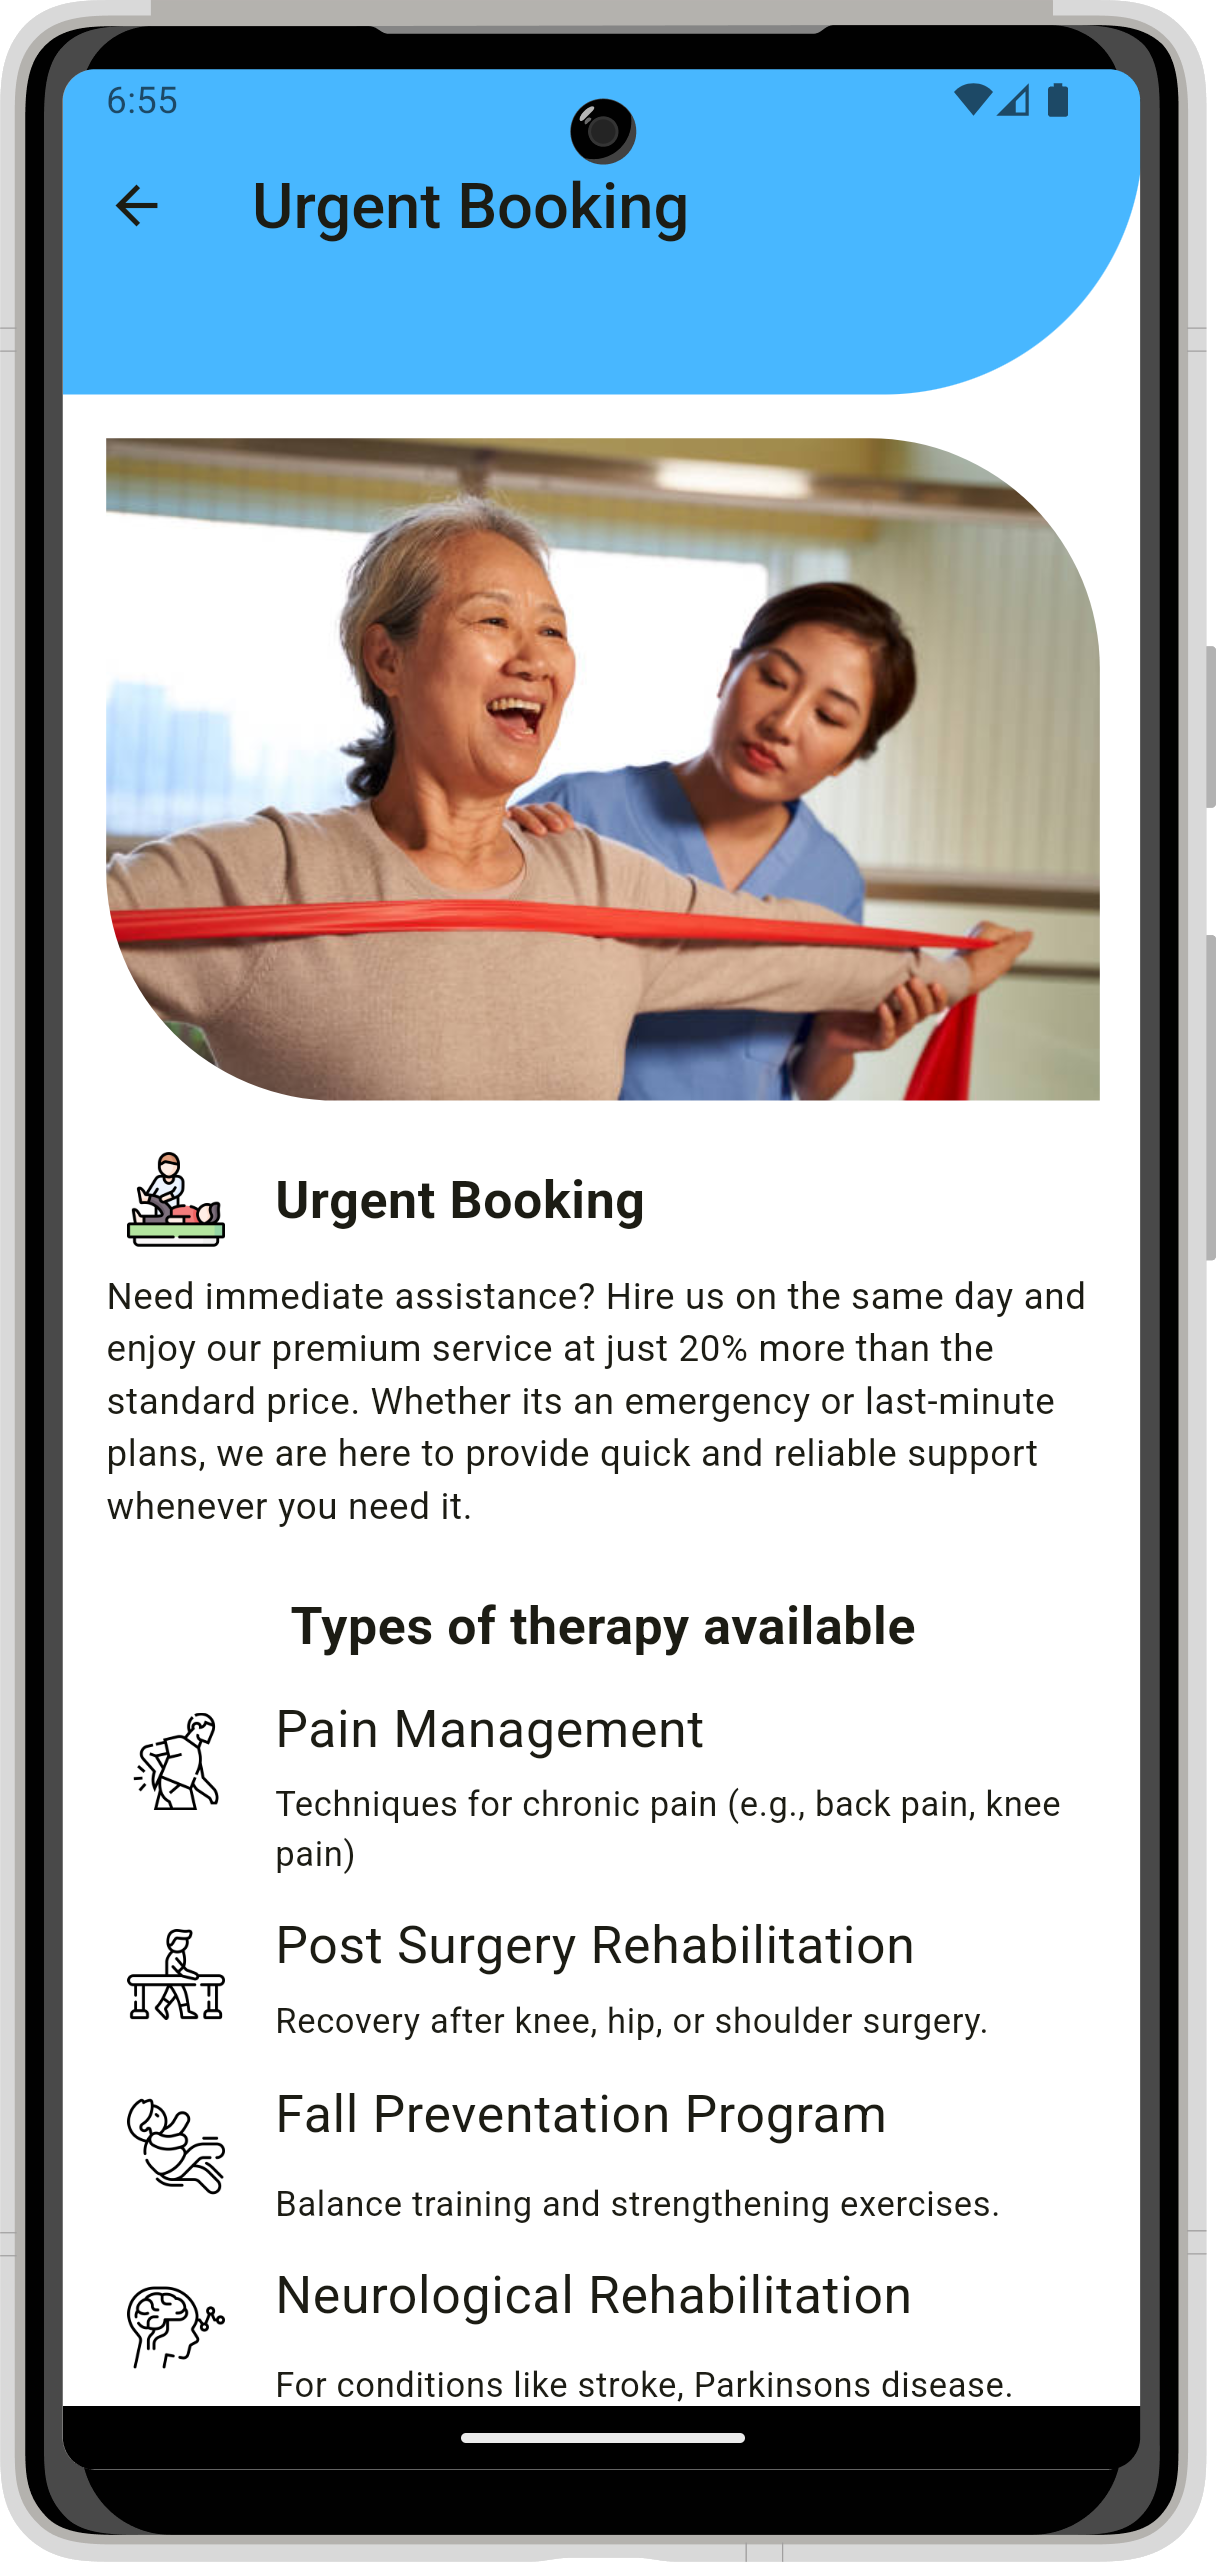 6:55
Urgent Booking
Urgent Booking
Need immediate assistance? Hire us on the same day and
enjoy our premium service at just 20% more than the
standard price. Whether its an emergency or last-minute
plans, we are here to provide quick and reliable support
whenever you need it.
Types of therapy available
Pain Management
Techniques for chronic pain (e.g., back pain, knee
pain)
Post Surgery Rehabilitation
Recovery after knee, hip, or shoulder surgery.
Fall Preventation Program
Balance training and strengthening exercises.
Neurological Rehabilitation
For conditions like stroke, Parkinsons disease.